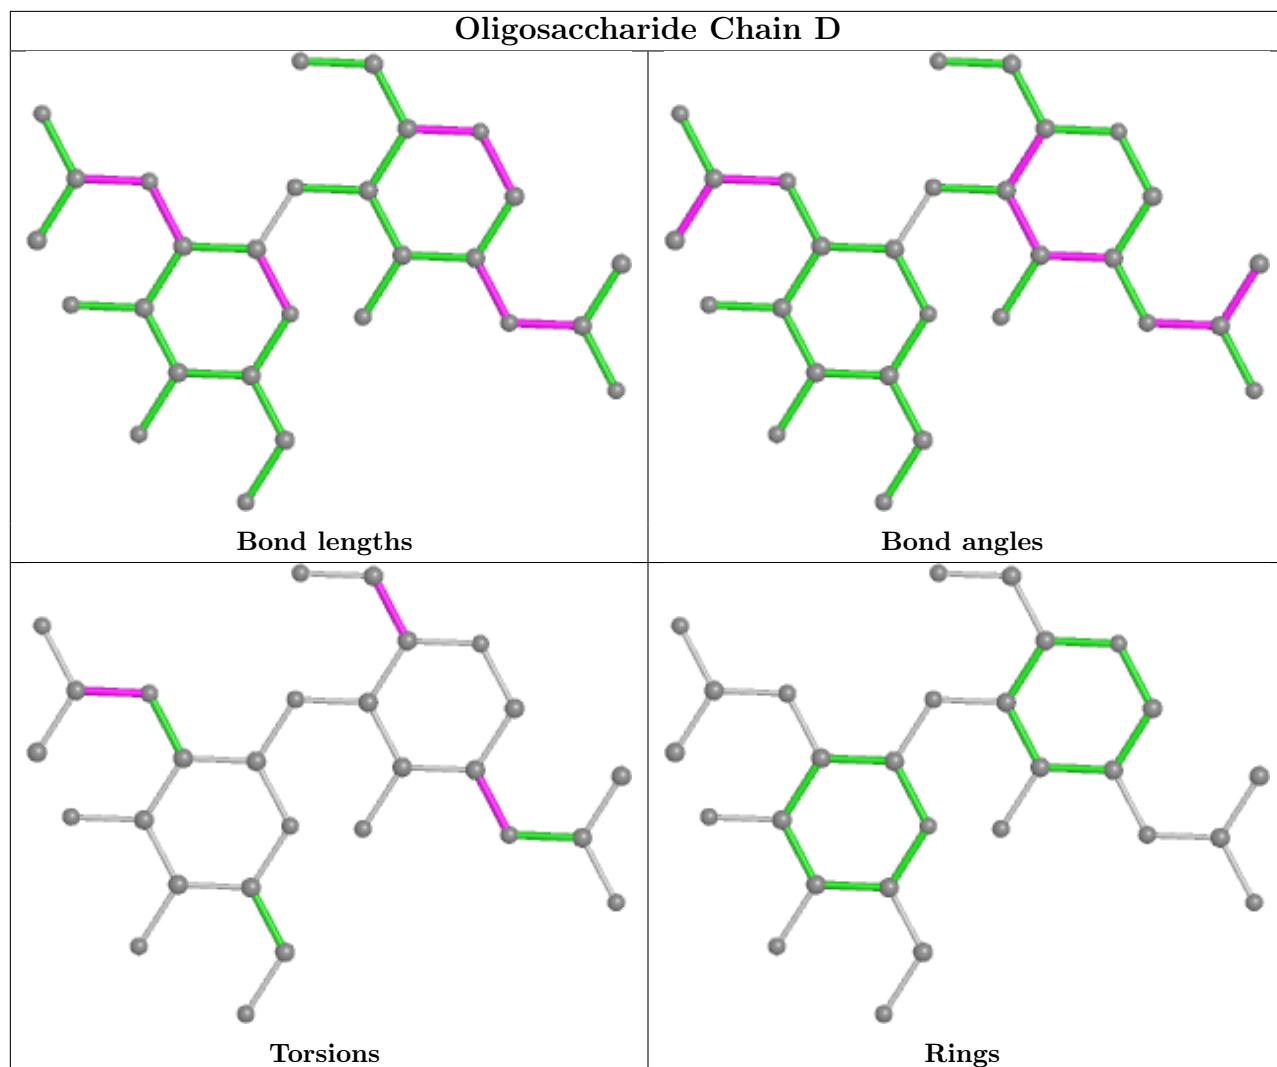 Oligosaccharide Chain D
Bond lengths
Bond angles
Torsions
Rings